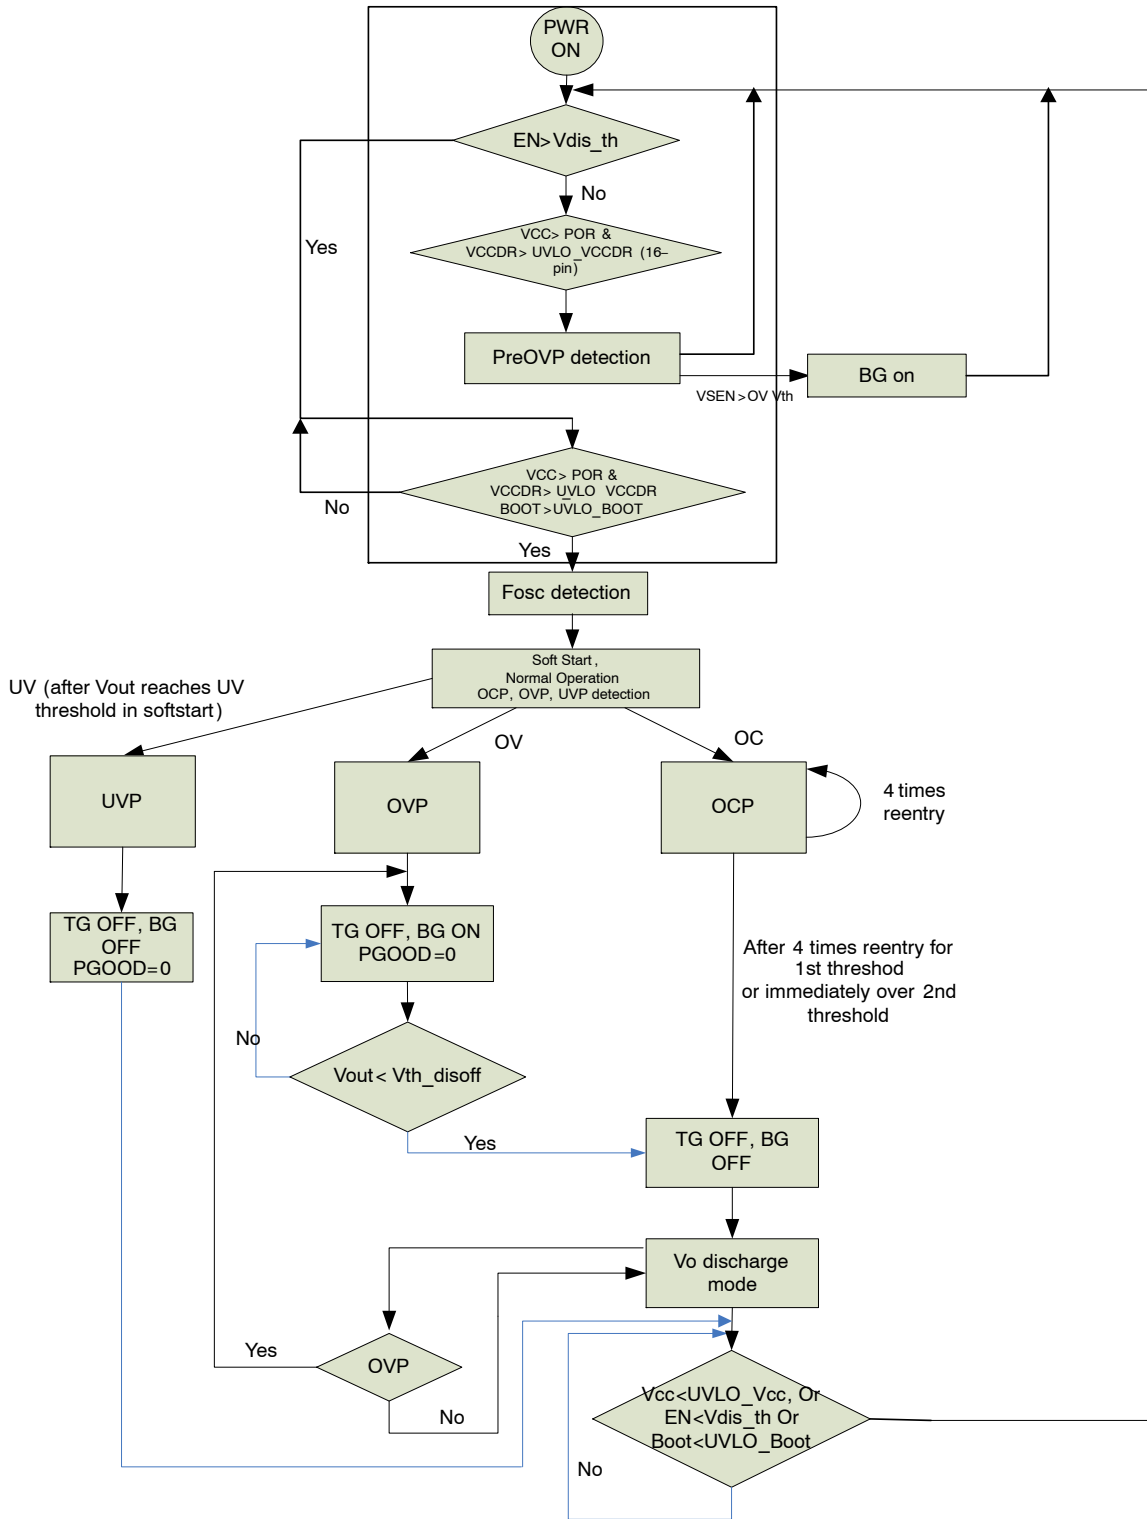 PWR
ON
EN>Vdis_th
No
Yes
VCC> POR &
VCCDR> UVLO_VCCDR (16–
pin)
PreOVP detection
VSEN>OV Vth
BG on
VCC> POR &
VCCDR> UVLO VCCDR
BOOT>UVLO_BOOT
No
Yes
Fosc detection
Soft Start,
Normal Operation
OCP, OVP, UVP detection
UV (after Vout reaches UV
threshold in softstart)
OV
OC
UVP
OVP
OCP
4 times
reentry
TG OFF, BG
OFF
PGOOD=0
TG OFF, BG ON
PGOOD=0
After 4 times reentry for
1st threshod
or immediately over 2nd
threshold
No
Vout< Vth_disoff
Yes
TG OFF, BG
OFF
Vo discharge
mode
Yes
OVP
No
Vcc<UVLO_Vcc, Or
EN<Vdis_th Or
Boot<UVLO_Boot
No